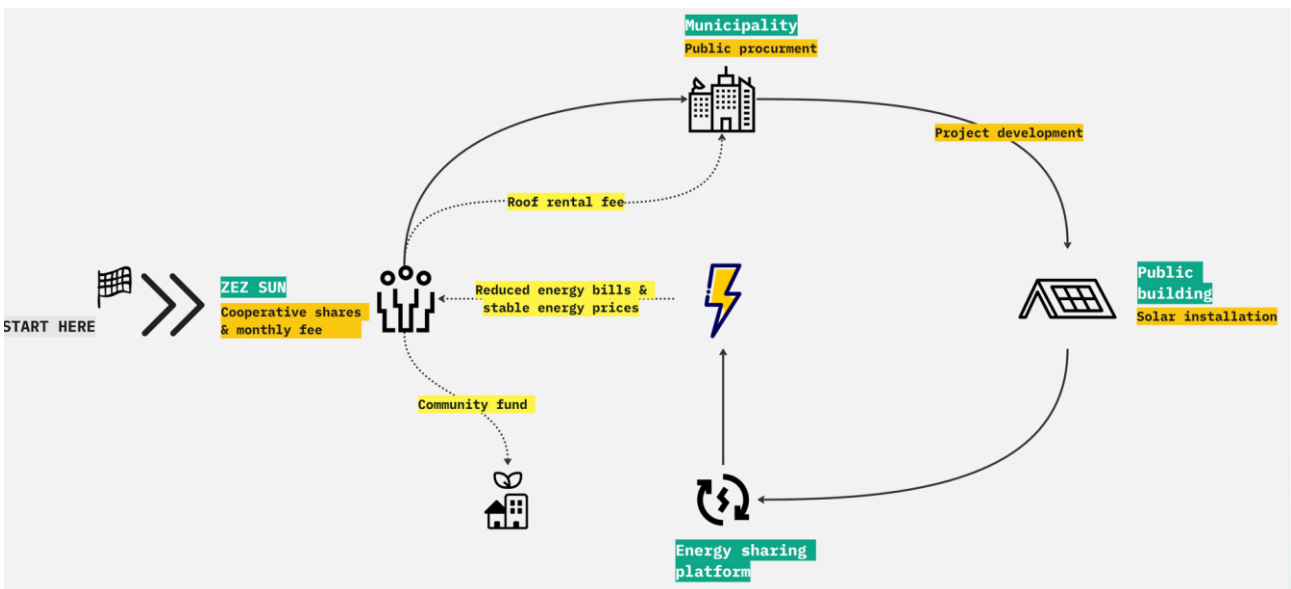 Municipality
Public procurment
Project development
Roof rental fee
START HERE
ZEZ SUN
Cooperative shares
& monthly fee
Reduced energy bills &
stable energy prices
Public
building
Solar installation
Community fund
Energy sharing
platform